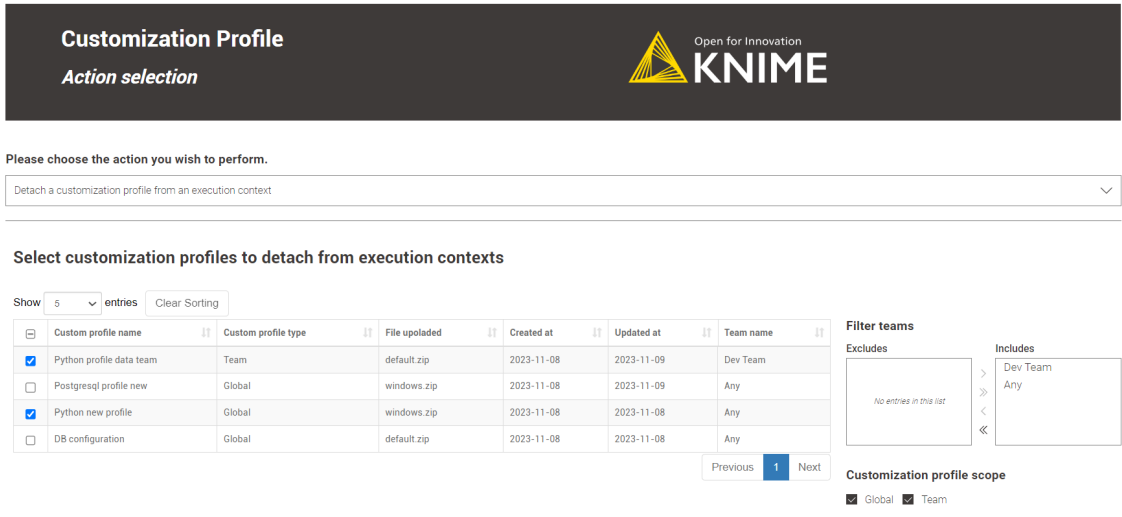 Customization Profile
Action selection
Open for Innovation
KNIME
Please choose the action you wish to perform.
Detach a customization profile from an execution context
Select customization profiles to detach from execution contexts
Show 5 entries Clear Sorting
Custom profile name Custom profile type File upoladed Created at Updated at Team name
Python profile data team Team default.zip 2023-11-08 2023-11-09 Dev Team
Postgresql profile new Global windows.zip 2023-11-08 2023-11-09 Any
Python new profile Global windows.zip 2023-11-08 2023-11-08 Any
DB configuration Global default.zip 2023-11-08 2023-11-08 Any
Previous 1 Next
Filter teams
Excludes Includes
No entries in this list
Dev Team
Any
Customization profile scope
Global Team